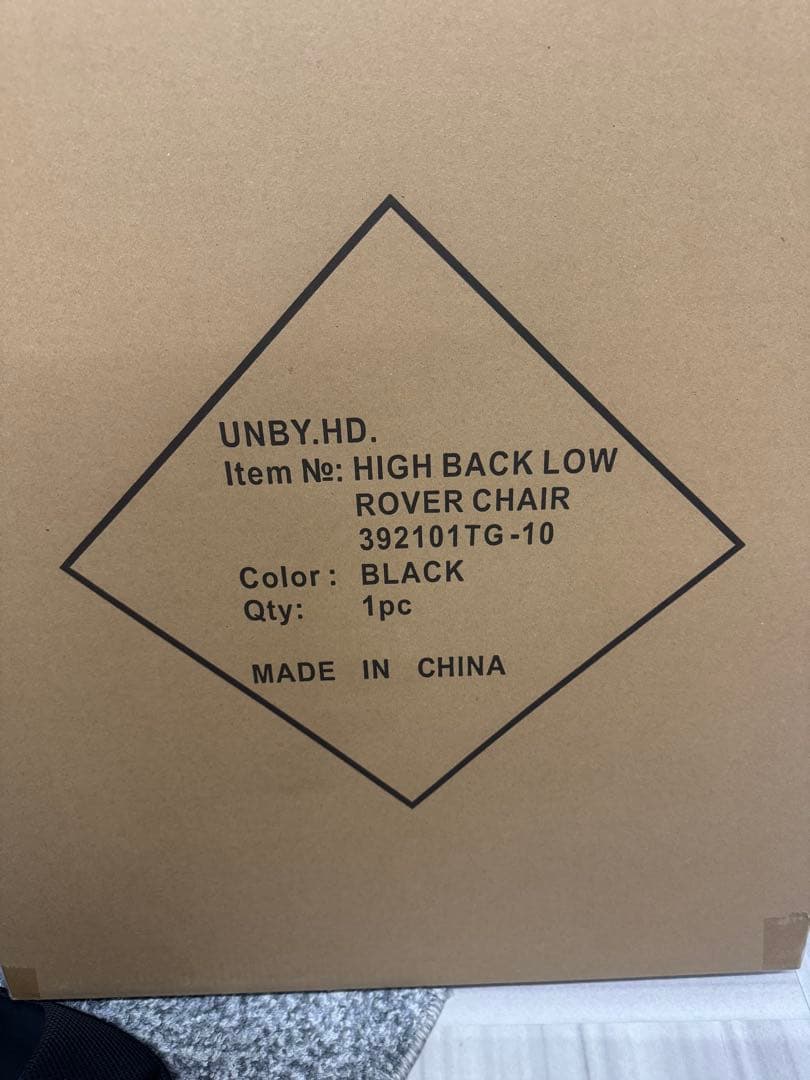 UNBY.HD.
Item №: HIGH BACK LOW
ROVER CHAIR
392101TG-10
Color: BLACK
Qty: 1pc
MADE IN CHINA